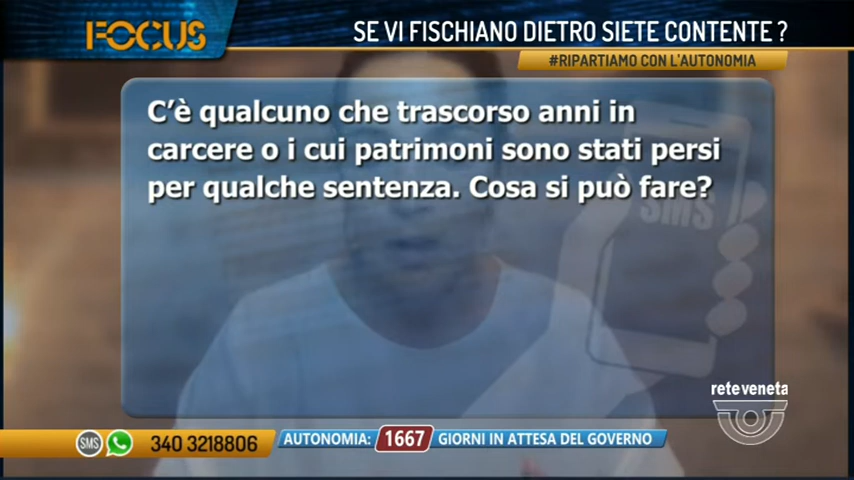 FOCUS
SE VI FISCHIANO DIETRO SIETE CONTENTE ?
#RIPARTIAMO CON L'AUTONOMIA
C'è qualcuno che trascorso anni in
carcere o i cui patrimoni sono stati persi
per qualche sentenza. Cosa si può fare?
SMS
reteveneta
SMS 340 3218806
AUTONOMIA: 1667 GIORNI IN ATTESA DEL GOVERNO